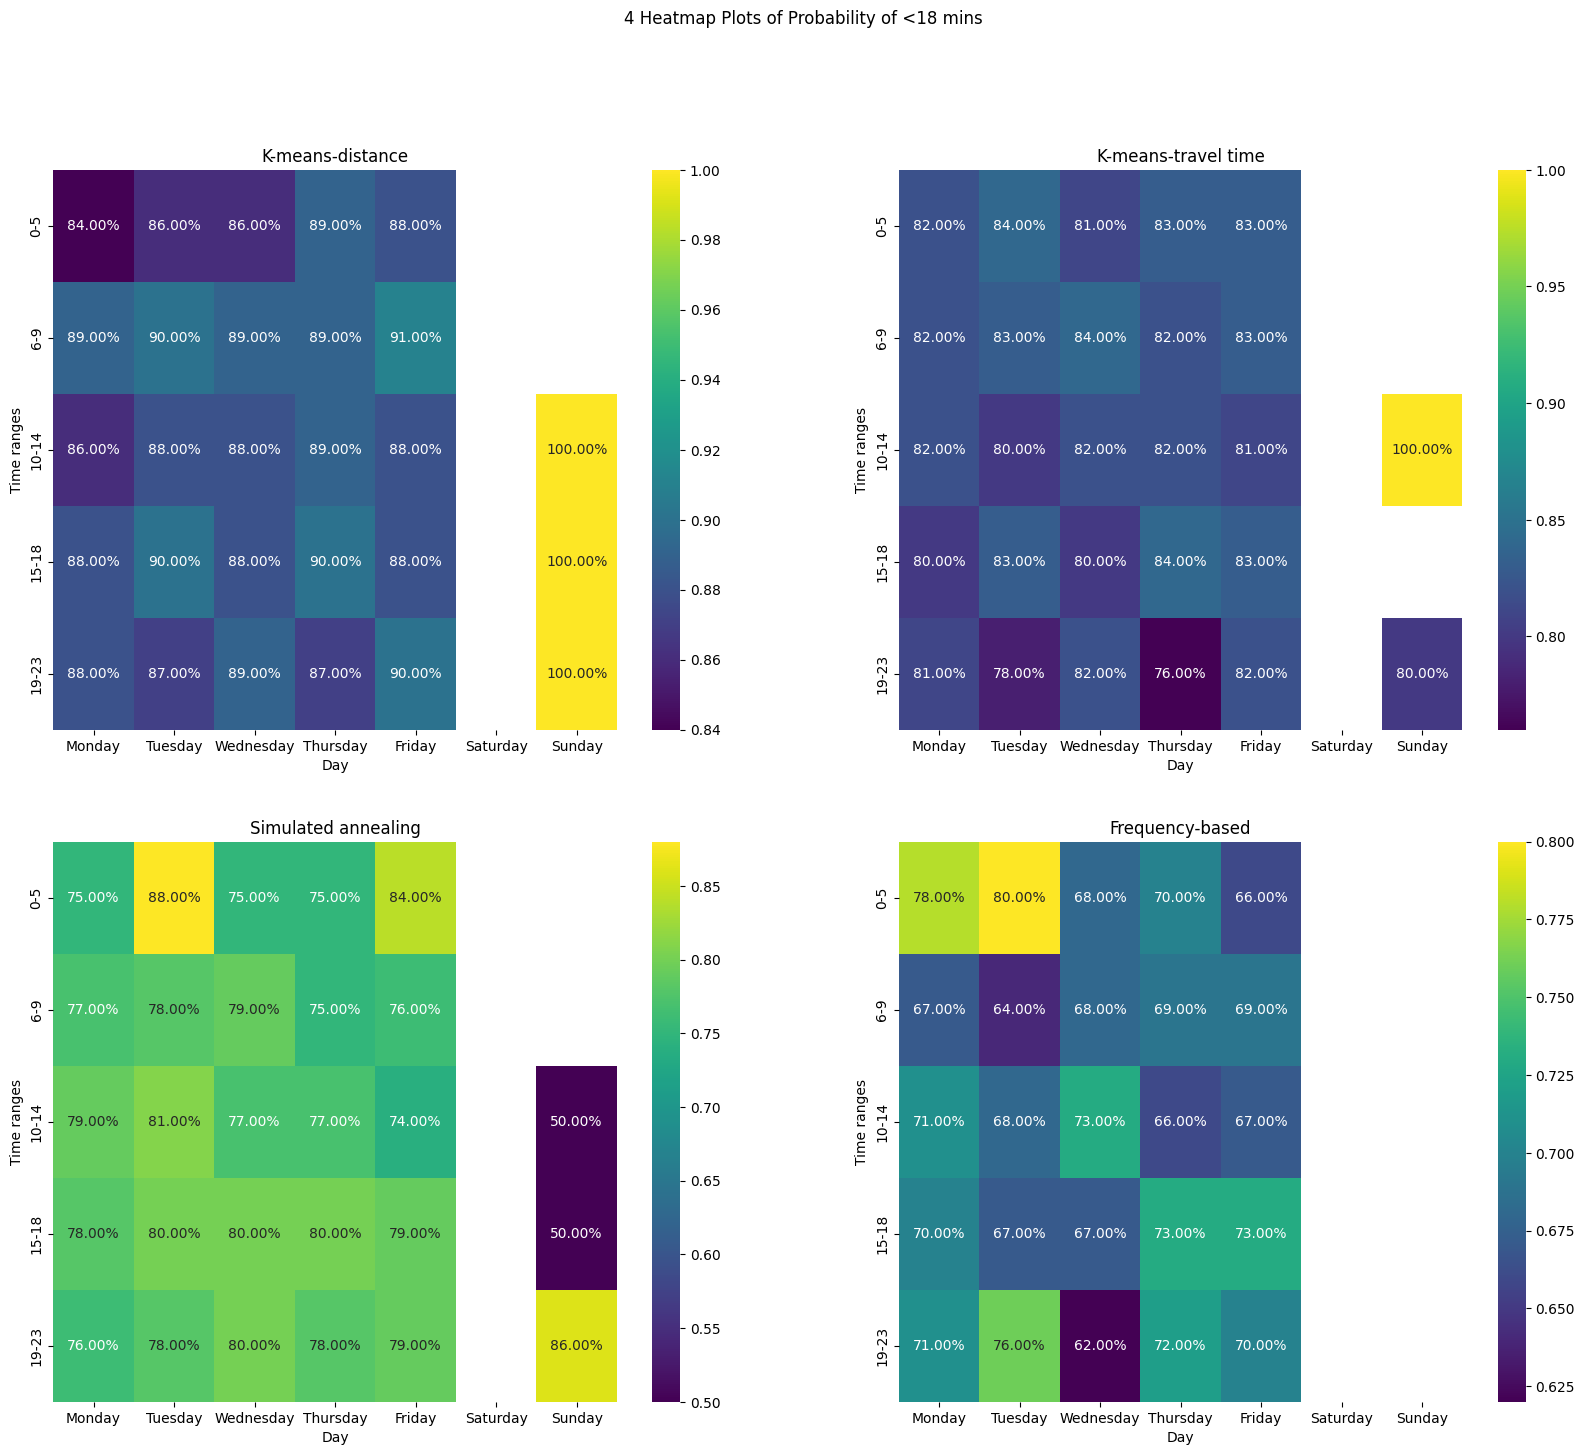 4 Heatmap Plots of Probability of <18 mins
K-means-distance
Time ranges
0-5
84.00% 86.00% 86.00% 89.00% 88.00%
6-9
89.00% 90.00% 89.00% 89.00% 91.00%
10-14
86.00% 88.00% 88.00% 89.00% 88.00% 100.00%
15-18
88.00% 90.00% 88.00% 90.00% 88.00% 100.00%
19-23
88.00% 87.00% 89.00% 87.00% 90.00% 100.00%
Monday Tuesday Wednesday Thursday Friday Saturday Sunday
Day
1.00
0.98
0.96
0.94
0.92
0.90
0.88
0.86
0.84
K-means-travel time
Time ranges
0-5
82.00% 84.00% 81.00% 83.00% 83.00%
6-9
82.00% 83.00% 84.00% 82.00% 83.00%
10-14
82.00% 80.00% 82.00% 82.00% 81.00% 100.00%
15-18
80.00% 83.00% 80.00% 84.00% 83.00%
19-23
81.00% 78.00% 82.00% 76.00% 82.00% 80.00%
Monday Tuesday Wednesday Thursday Friday Saturday Sunday
Day
1.00
0.95
0.90
0.85
0.80
Simulated annealing
Time ranges
0-5
75.00% 88.00% 75.00% 75.00% 84.00%
6-9
77.00% 78.00% 79.00% 75.00% 76.00%
10-14
79.00% 81.00% 77.00% 77.00% 74.00% 50.00%
15-18
78.00% 80.00% 80.00% 80.00% 79.00% 50.00%
19-23
76.00% 78.00% 80.00% 78.00% 79.00% 86.00%
Monday Tuesday Wednesday Thursday Friday Saturday Sunday
Day
0.85
0.80
0.75
0.70
0.65
0.60
0.55
0.50
Frequency-based
Time ranges
0-5
78.00% 80.00% 68.00% 70.00% 66.00%
6-9
67.00% 64.00% 68.00% 69.00% 69.00%
10-14
71.00% 68.00% 73.00% 66.00% 67.00%
15-18
70.00% 67.00% 67.00% 73.00% 73.00%
19-23
71.00% 76.00% 62.00% 72.00% 70.00%
Monday Tuesday Wednesday Thursday Friday Saturday Sunday
Day
0.800
0.775
0.750
0.725
0.700
0.675
0.650
0.625